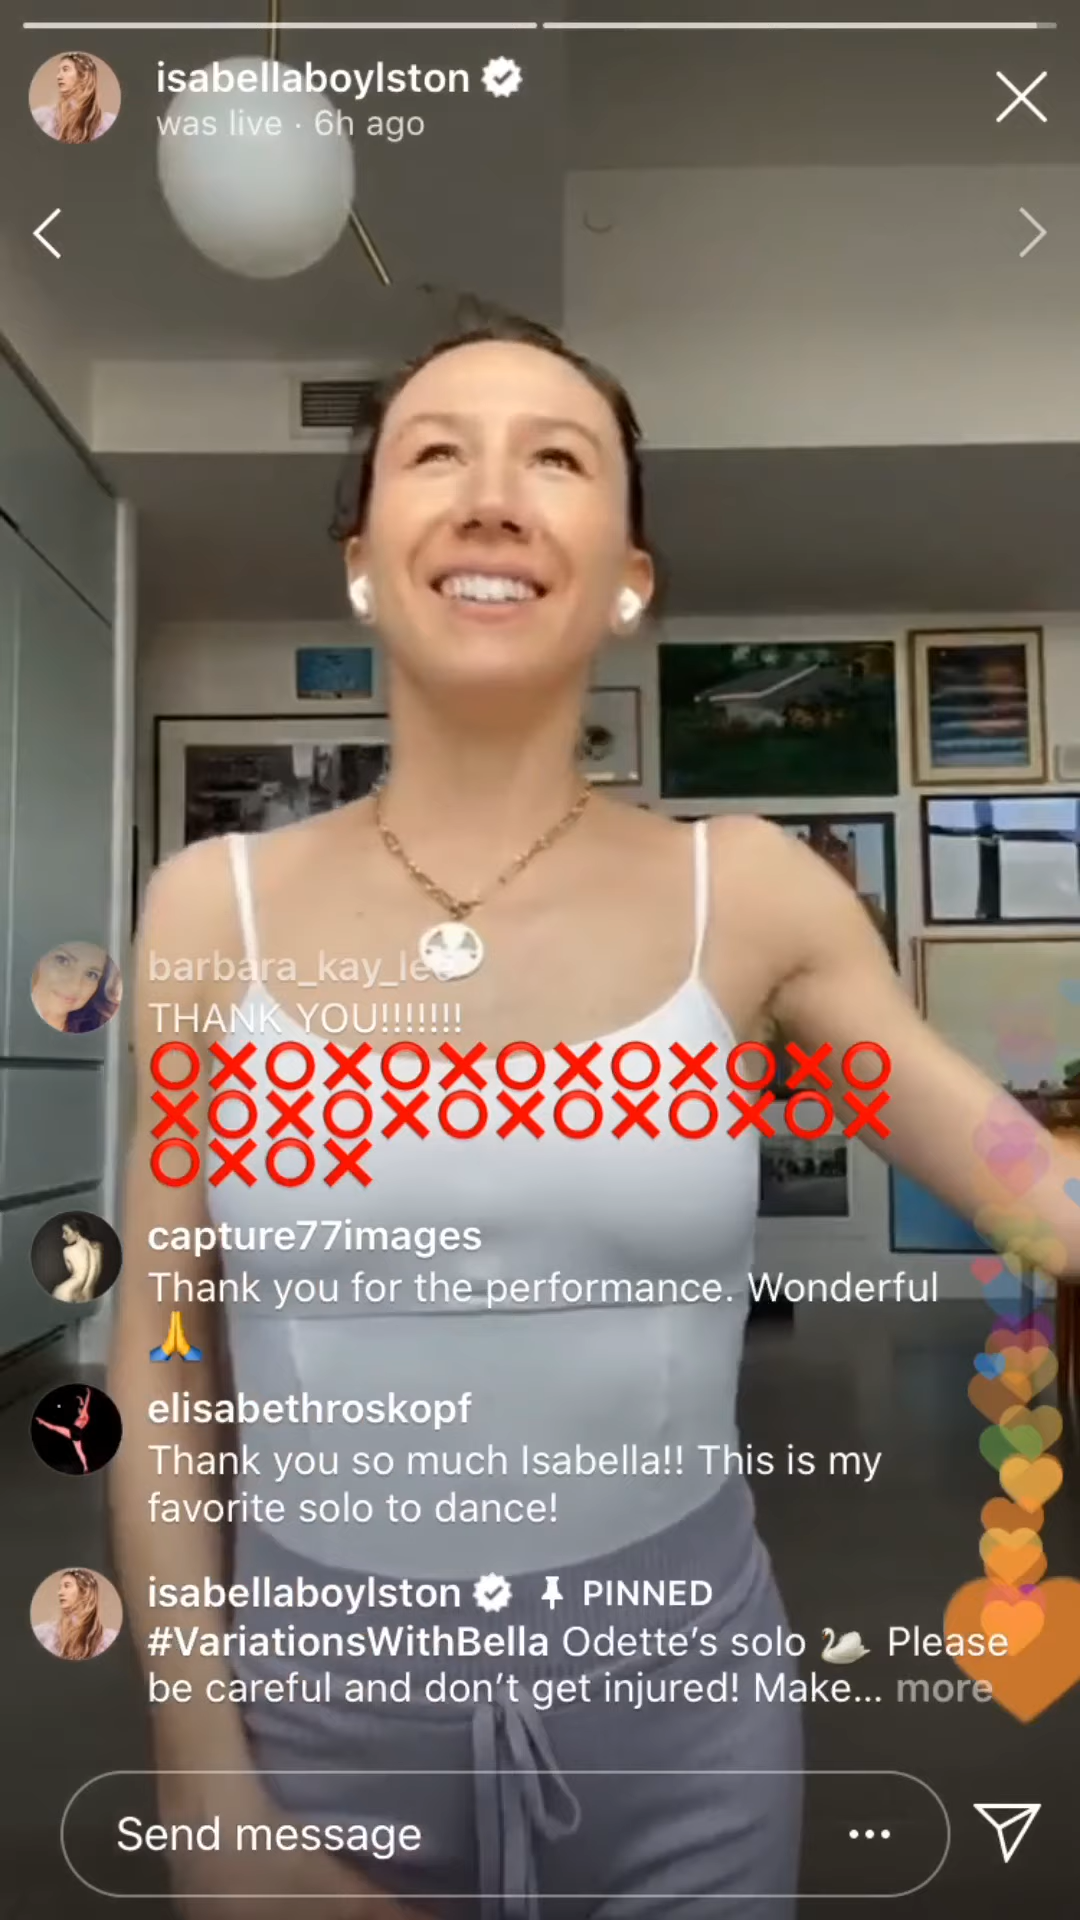 isabellaboylston
was live · 6h ago
barbara_kay_le
THANK YOU!!!!!!!
⭕❌⭕❌⭕❌⭕❌⭕❌⭕❌⭕
❌⭕❌⭕❌⭕❌⭕❌⭕❌⭕❌
⭕❌⭕❌
capture77images
Thank you for the performance. Wonderful
🙏
elisabethroskopf
Thank you so much Isabella!! This is my
favorite solo to dance!
isabellaboylston 📌 PINNED
#VariationsWithBella Odette’s solo 🦢 Please
be careful and don’t get injured! Make... more
Send message